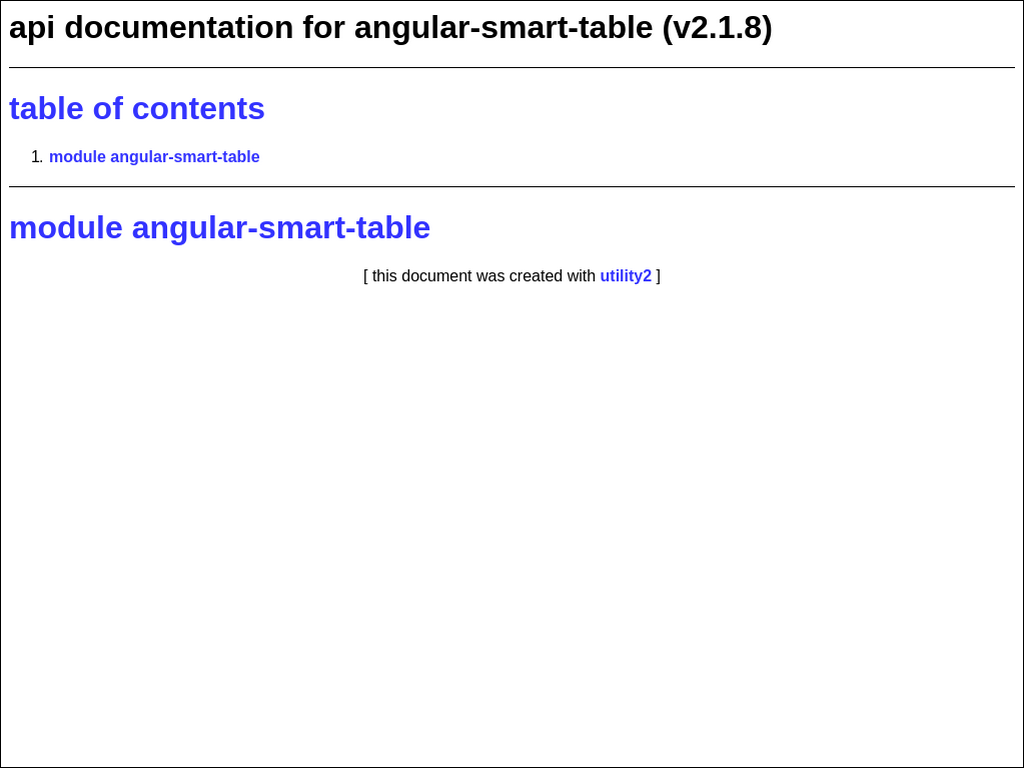 api documentation for angular-smart-table (v2.1.8)
table of contents
1. module angular-smart-table
module angular-smart-table
[ this document was created with utility2 ]